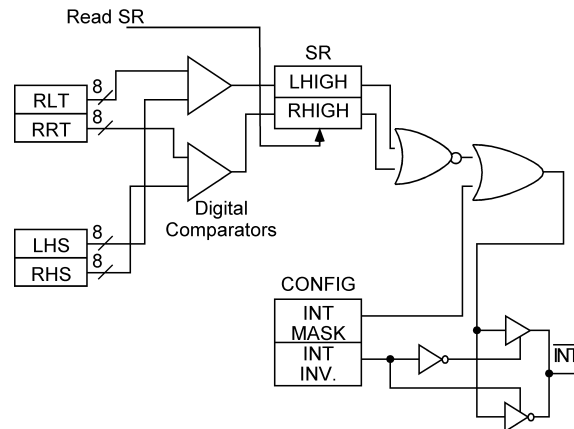 Read SR
SR
8
RLT
LHIGH
8
RRT
RHIGH
Digital
Comparators
8
LHS
8
RHS
CONFIG
INT
MASK
INT
INV.
INT